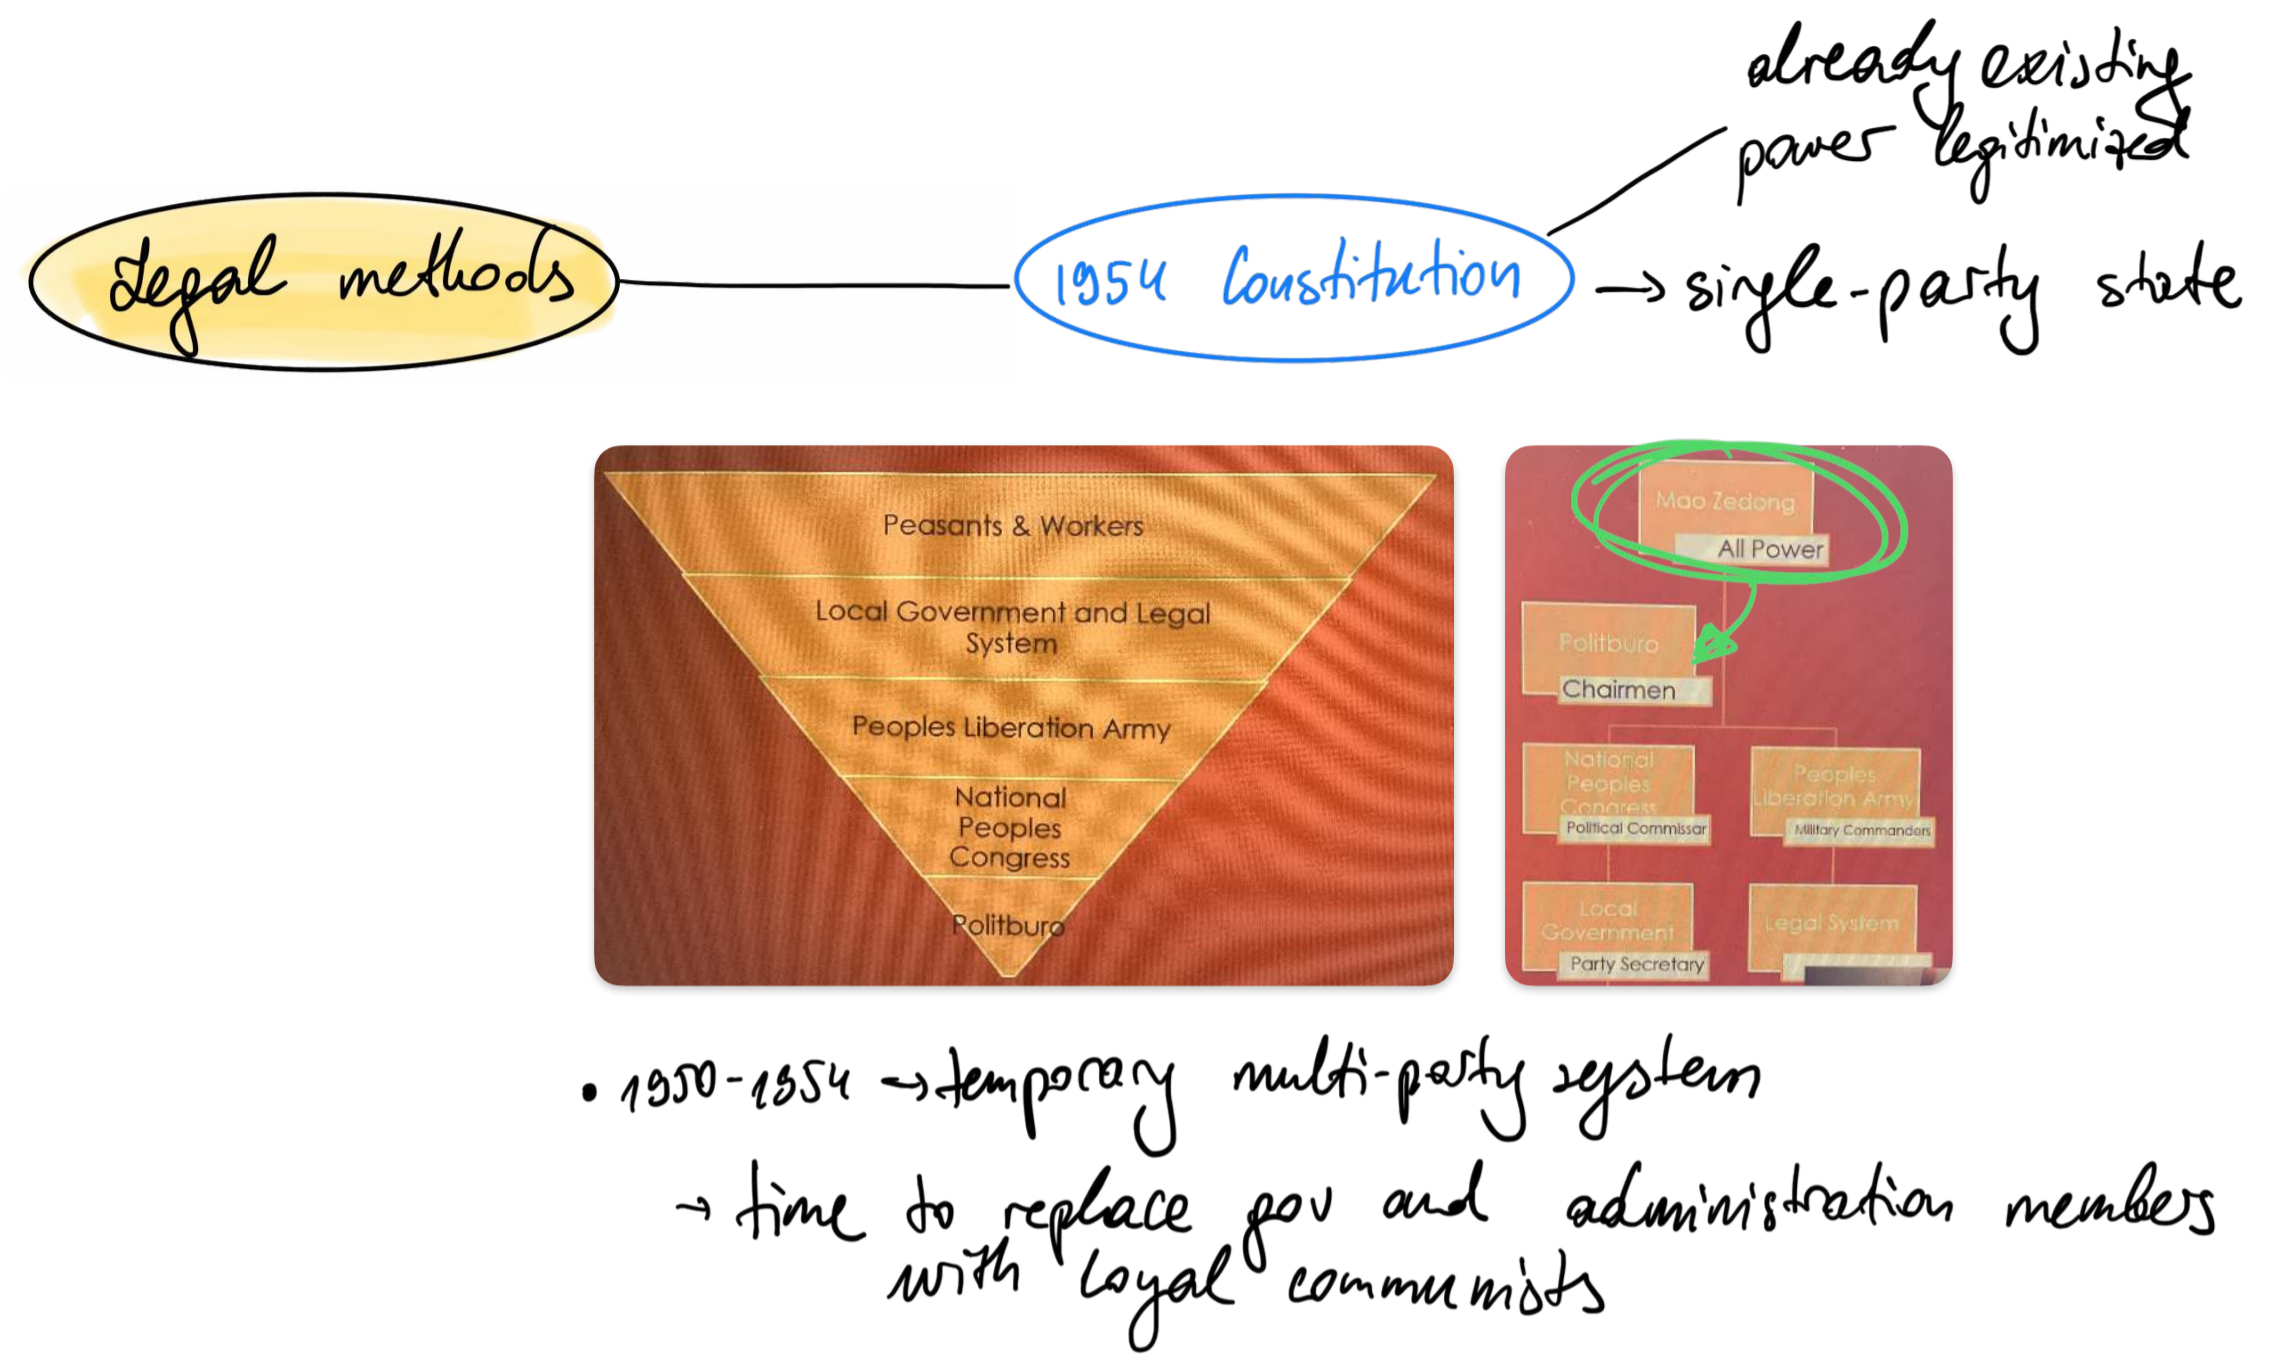 already existing
power legitimized
Legal methods
1954 Constitution
→ single-party state
Peasants & Workers
Local Government and Legal
System
Peoples Liberation Army
National
Peoples
Congress
Politburo
Mao Zedong
All Power
Politburo
Chairmen
National
Peoples
Congress
Political Commissar
Peoples
Liberation Army
Military Commanders
Local
Government
Party Secretary
Legal System
• 1950-1954 → temporary multi-party system
→ time to replace gov and administration members
with loyal communists